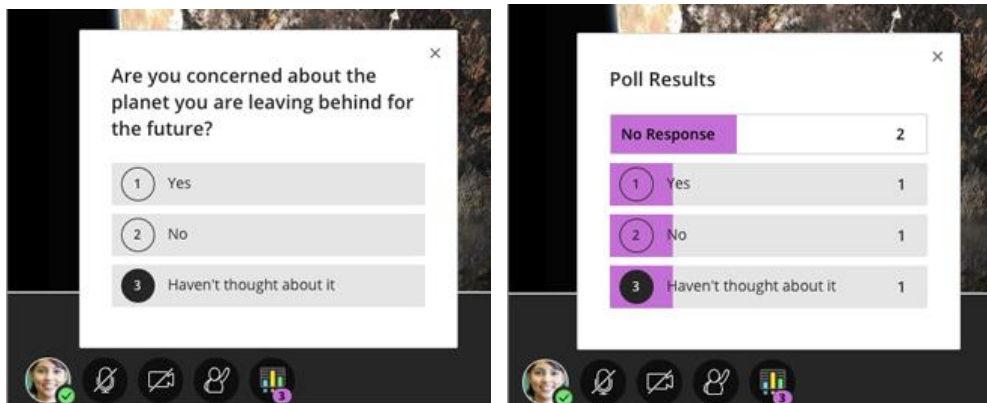 Are you concerned about the
planet you are leaving behind for
the future?
1 Yes
2 No
3 Haven't thought about it
3
Poll Results
No Response 2
1 Yes 1
2 No 1
3 Haven't thought about it 1
3